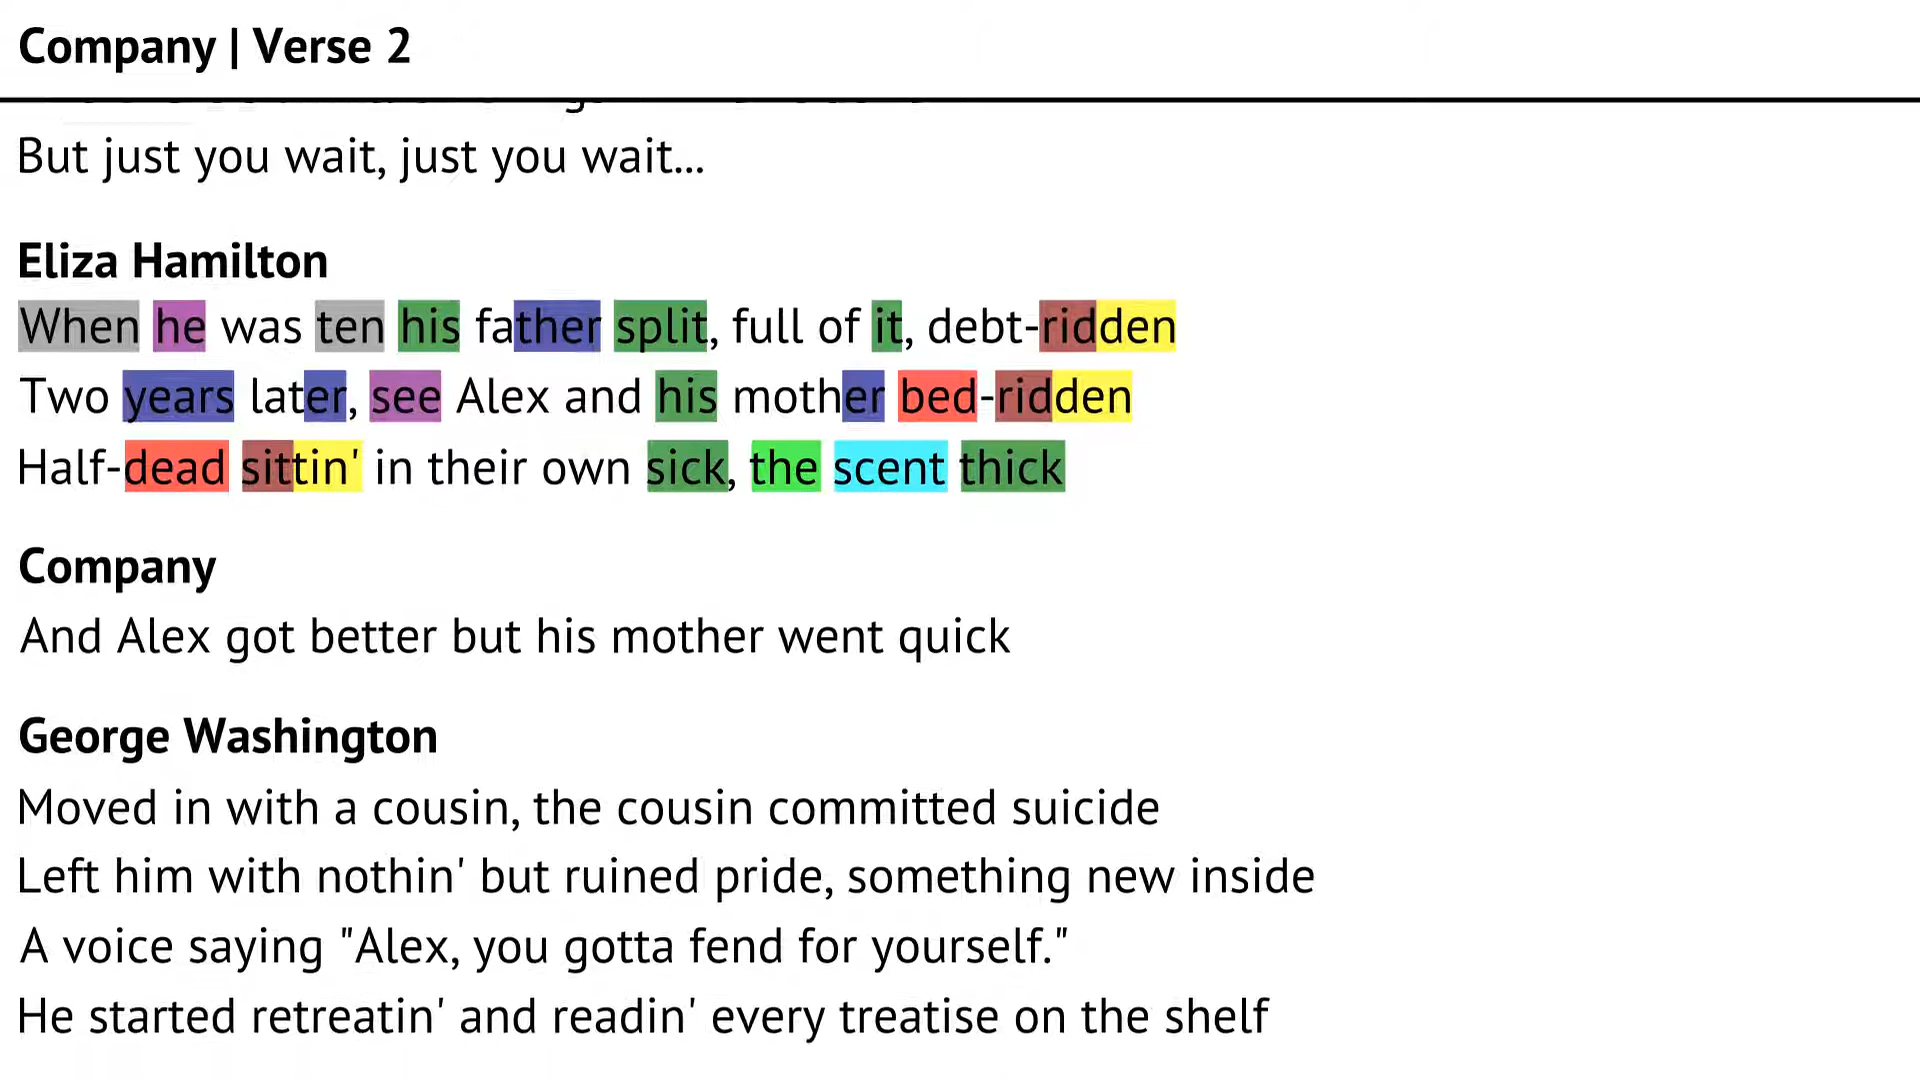 Company | Verse 2
But just you wait, just you wait...
Eliza Hamilton
When he was ten his father split, full of it, debt-ridden
Two years later, see Alex and his mother bed-ridden
Half-dead sittin' in their own sick, the scent thick
Company
And Alex got better but his mother went quick
George Washington
Moved in with a cousin, the cousin committed suicide
Left him with nothin' but ruined pride, something new inside
A voice saying "Alex, you gotta fend for yourself."
He started retreatin' and readin' every treatise on the shelf